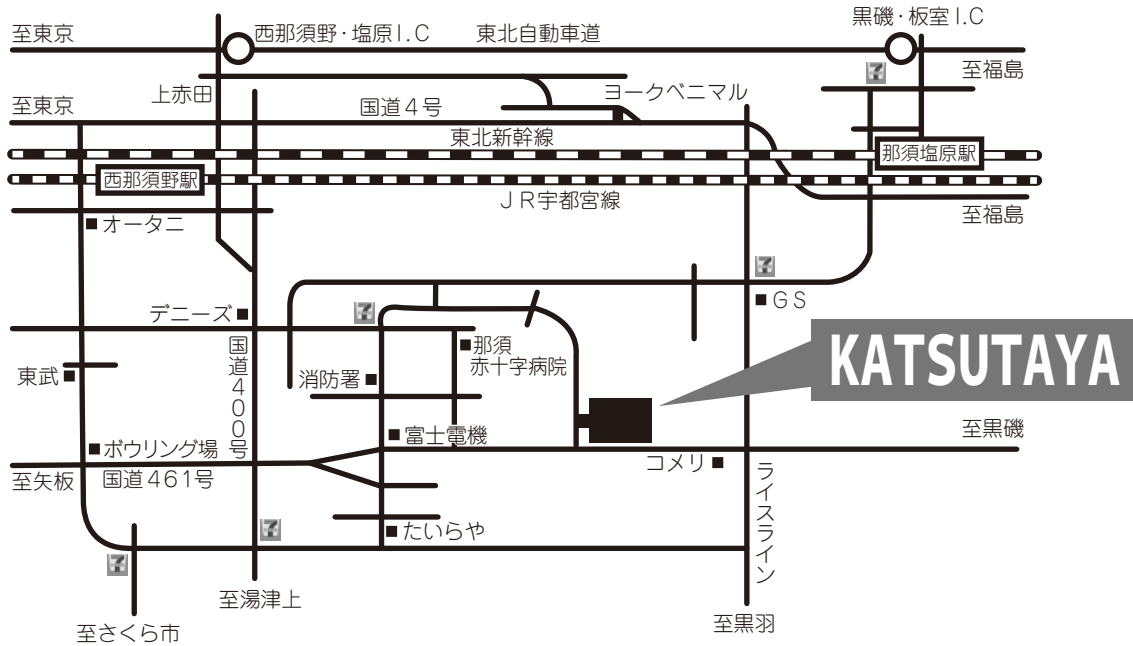 黒磯・板室I.C
至東京
西那須野・塩原I.C
東北自動車道
至福島
7
上赤田
ヨークベニマル
至東京
国道4号
東北新幹線
那須塩原駅
西那須野駅
JR宇都宮線
至福島
オータニ
7
GS
デニーズ
7
国道400号
那須
赤十字病院
KATSUTAYA
東武
消防署
至黒磯
富士電機
ボウリング場
コメリ
至矢板
国道461号
ライスライン
7
たいらや
7
至湯津上
至黒羽
至さくら市